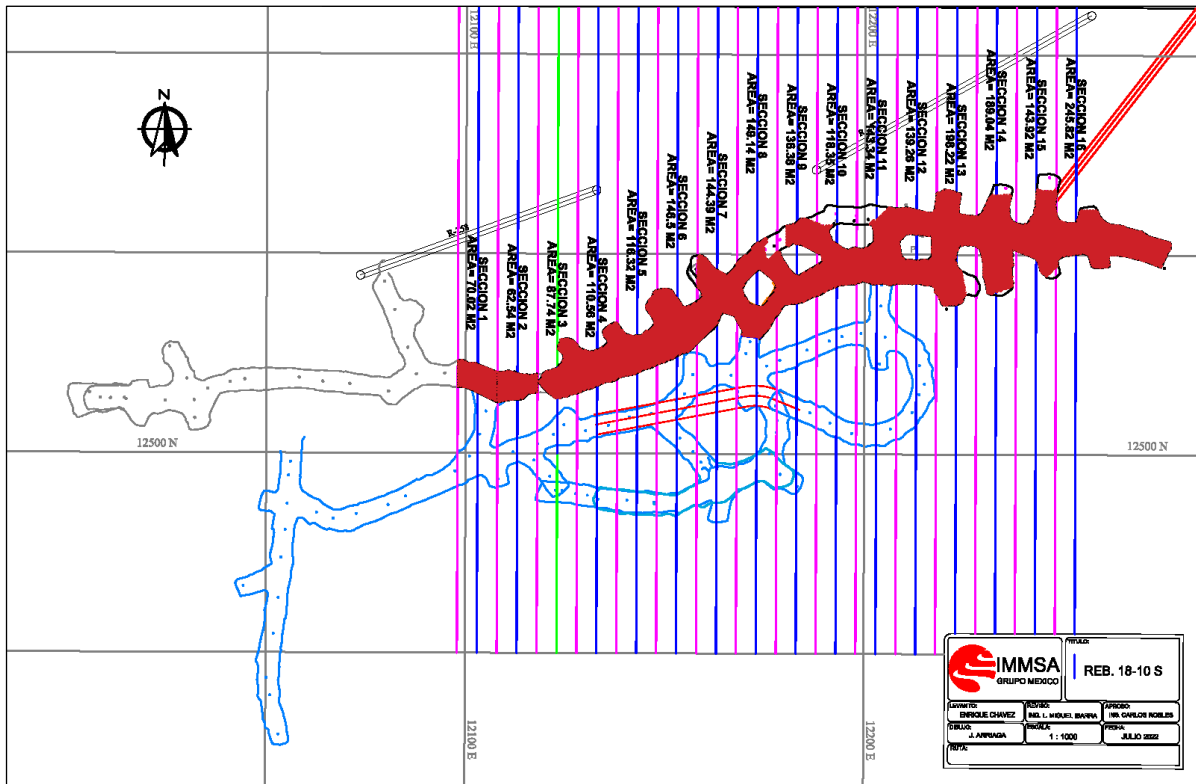 12100 E
12200 E
N
SECCION 1
AREA= 70.02 M2
SECCION 2
AREA= 62.54 M2
SECCION 3
AREA= 87.74 M2
SECCION 4
AREA= 110.56 M2
SECCION 5
AREA= 116.32 M2
SECCION 6
AREA= 146.5 M2
SECCION 7
AREA= 144.39 M2
SECCION 8
AREA= 149.14 M2
SECCION 9
AREA= 138.38 M2
SECCION 10
AREA= 118.35 M2
SECCION 11
AREA= 143.34 M2
SECCION 12
AREA= 139.26 M2
SECCION 13
AREA= 198.22 M2
SECCION 14
AREA= 189.04 M2
SECCION 15
AREA= 143.92 M2
SECCION 16
AREA= 245.82 M2
12500 N
12500 N
12100 E
12200 E
IMMSA
GRUPO MEXICO
TITULO:
REB. 18-10 S
LEVANTO:
ENRIQUE CHAVEZ
REVISO:
ING. L. MIGUEL IBARRA
APROBO:
ING. CARLOS ROBLES
DIBUJO:
J. ARRIAGA
ESCALA:
1 : 1000
FECHA:
JULIO 2022
RUTA: